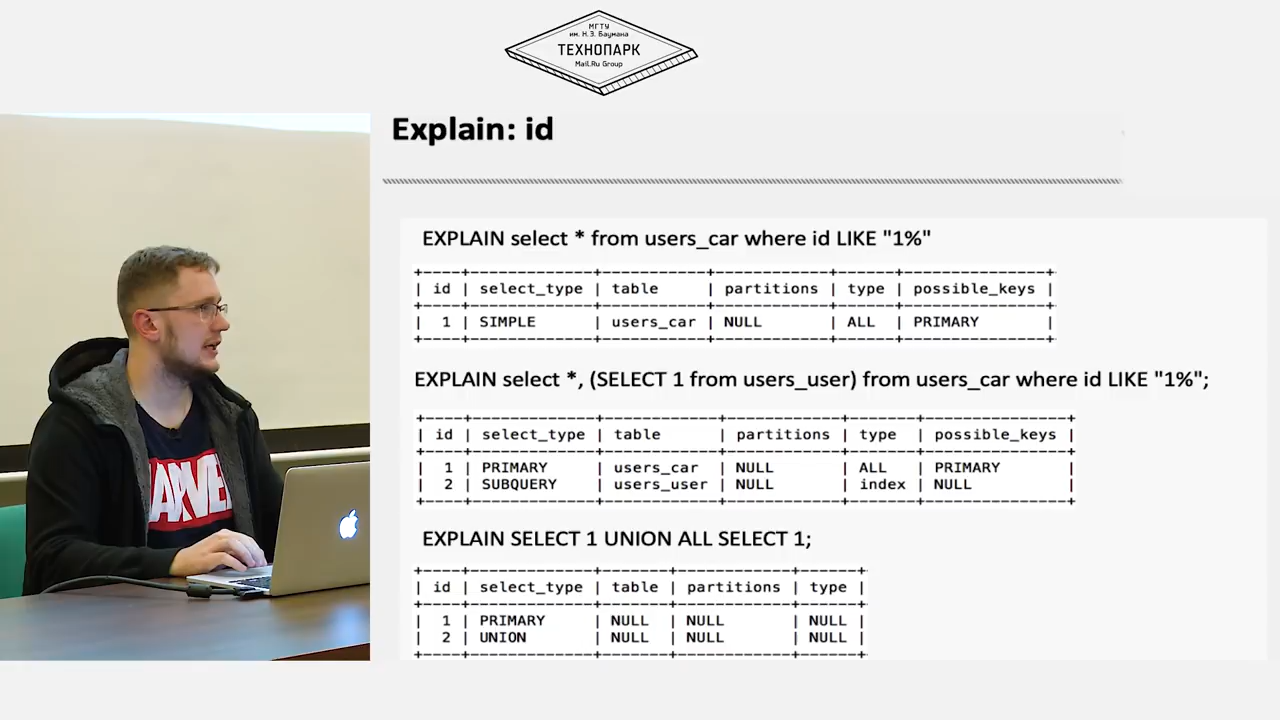 МГТУ
им. Н.Э. Баумана
ТЕХНОПАРК
Mail.Ru Group
Explain: id
EXPLAIN select * from users_car where id LIKE "1%"
+----+-------------+-----------+------------+------+---------------+
| id | select_type | table | partitions | type | possible_keys |
+----+-------------+-----------+------------+------+---------------+
| 1 | SIMPLE | users_car | NULL | ALL | PRIMARY |
+----+-------------+-----------+------------+------+---------------+
EXPLAIN select *, (SELECT 1 from users_user) from users_car where id LIKE "1%";
+----+-------------+------------+------------+-------+---------------+
| id | select_type | table | partitions | type | possible_keys |
+----+-------------+------------+------------+-------+---------------+
| 1 | PRIMARY | users_car | NULL | ALL | PRIMARY |
| 2 | SUBQUERY | users_user | NULL | index | NULL |
+----+-------------+------------+------------+-------+---------------+
EXPLAIN SELECT 1 UNION ALL SELECT 1;
+----+-------------+-------+------------+------+
| id | select_type | table | partitions | type |
+----+-------------+-------+------------+------+
| 1 | PRIMARY | NULL | NULL | NULL |
| 2 | UNION | NULL | NULL | NULL |
+----+-------------+-------+------------+------+
MARVEL